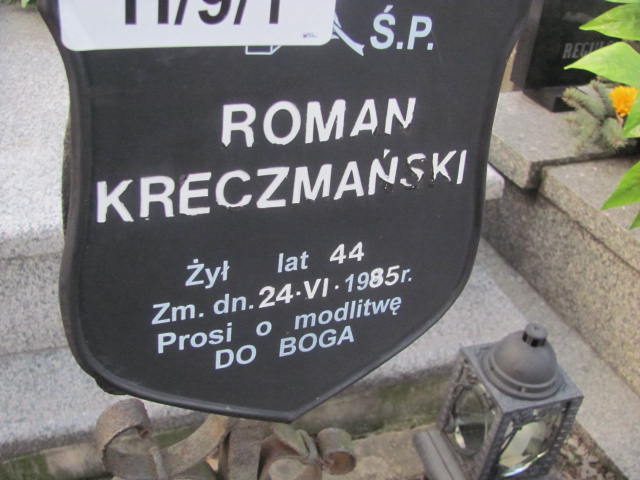 11/9/1
Ś.P.
ROMAN
KRECZMAŃSKI
Żył lat 44
Zm. dn. 24·VI·1985r.
Prosi o modlitwę
DO BOGA